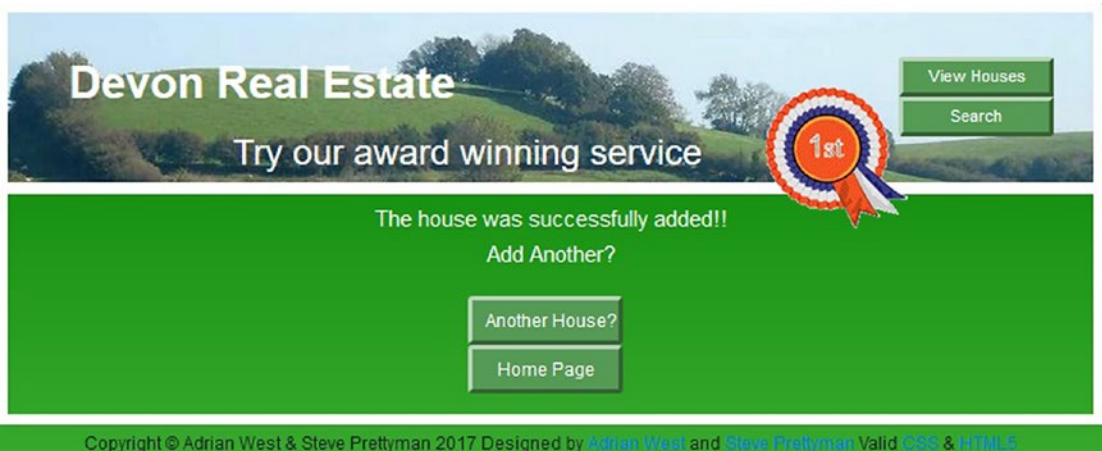 Devon Real Estate
View Houses
Search
Try our award winning service
1st
The house was successfully added!!
Add Another?
Another House?
Home Page
Copyright © Adrian West & Steve Prettyman 2017 Designed by Adrian West and Steve Prettyman Valid CSS & HTML5